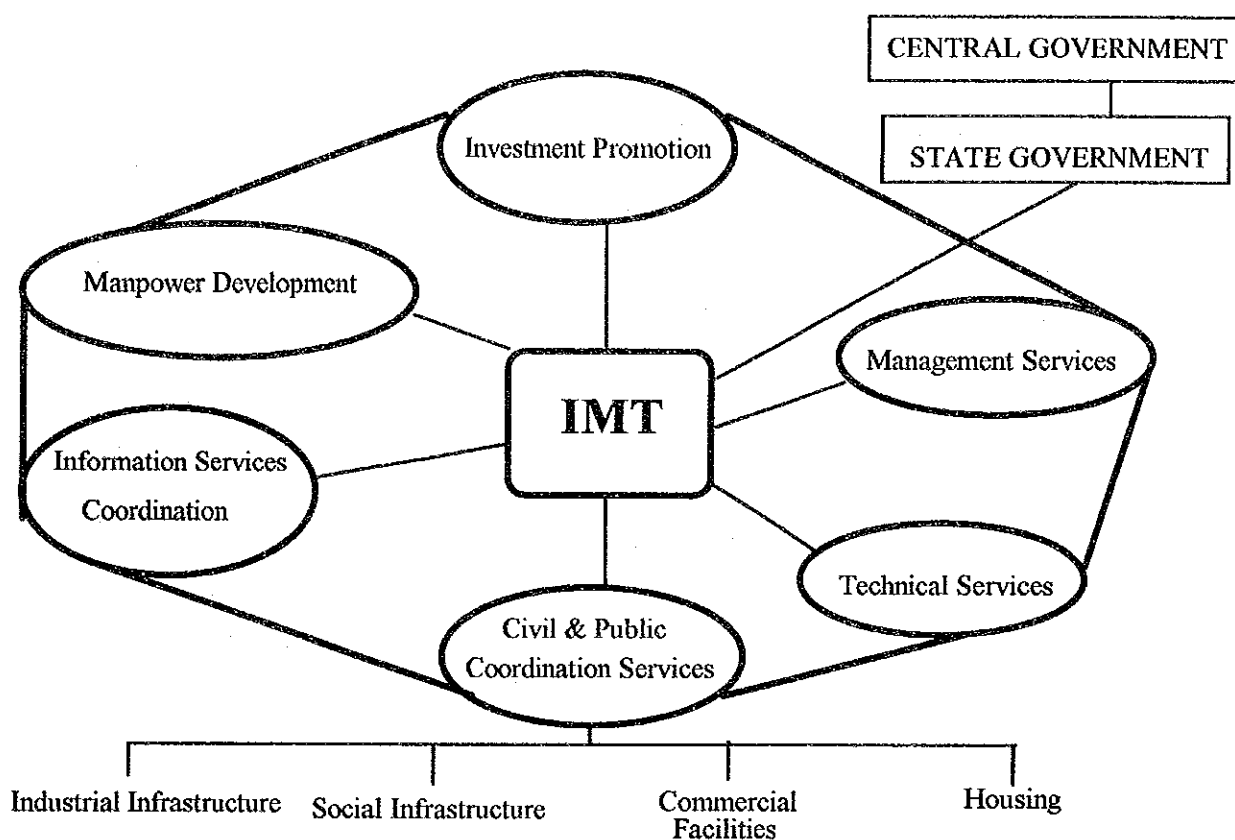 CENTRAL GOVERNMENT
STATE GOVERNMENT
Investment Promotion
Manpower Development
Management Services
IMT
Information Services
Coordination
Technical Services
Civil & Public
Coordination Services
Industrial Infrastructure
Social Infrastructure
Commercial
Facilities
Housing